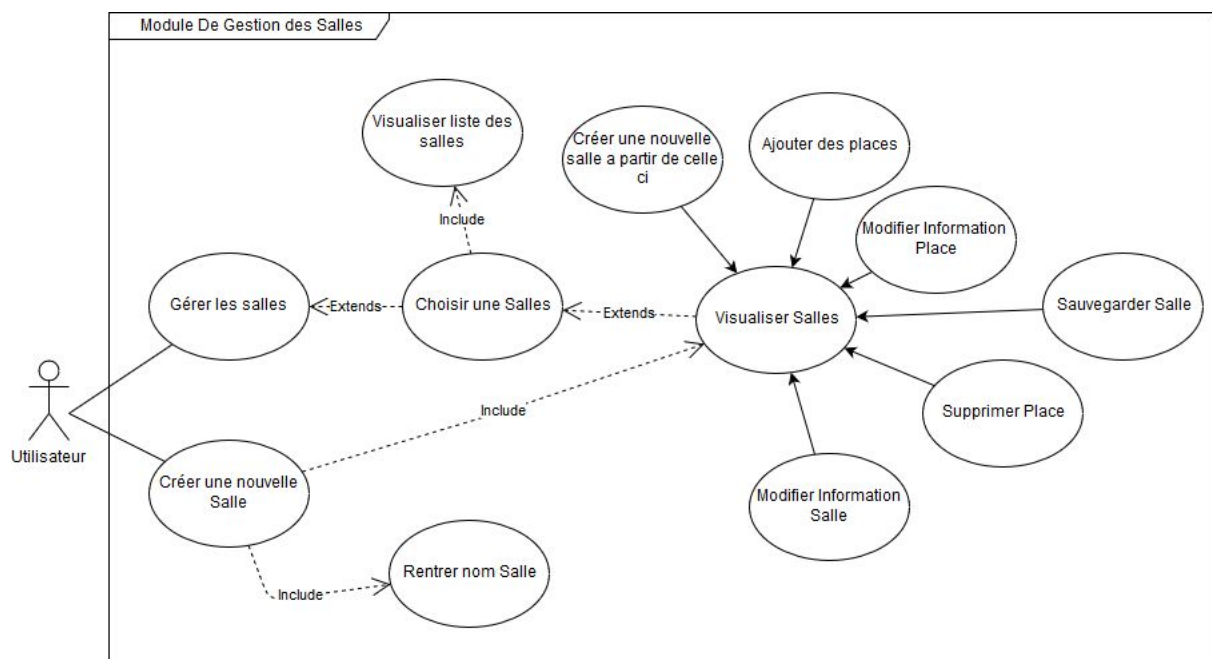 Module De Gestion des Salles
Visualiser liste des
salles
Créer une nouvelle
salle a partir de celle
ci
Ajouter des places
Include
Modifier Information
Place
Gérer les salles
Extends
Choisir une Salles
Extends
Visualiser Salles
Sauvegarder Salle
Include
Supprimer Place
Utilisateur
Créer une nouvelle
Salle
Modifier Information
Salle
Include
Rentrer nom Salle